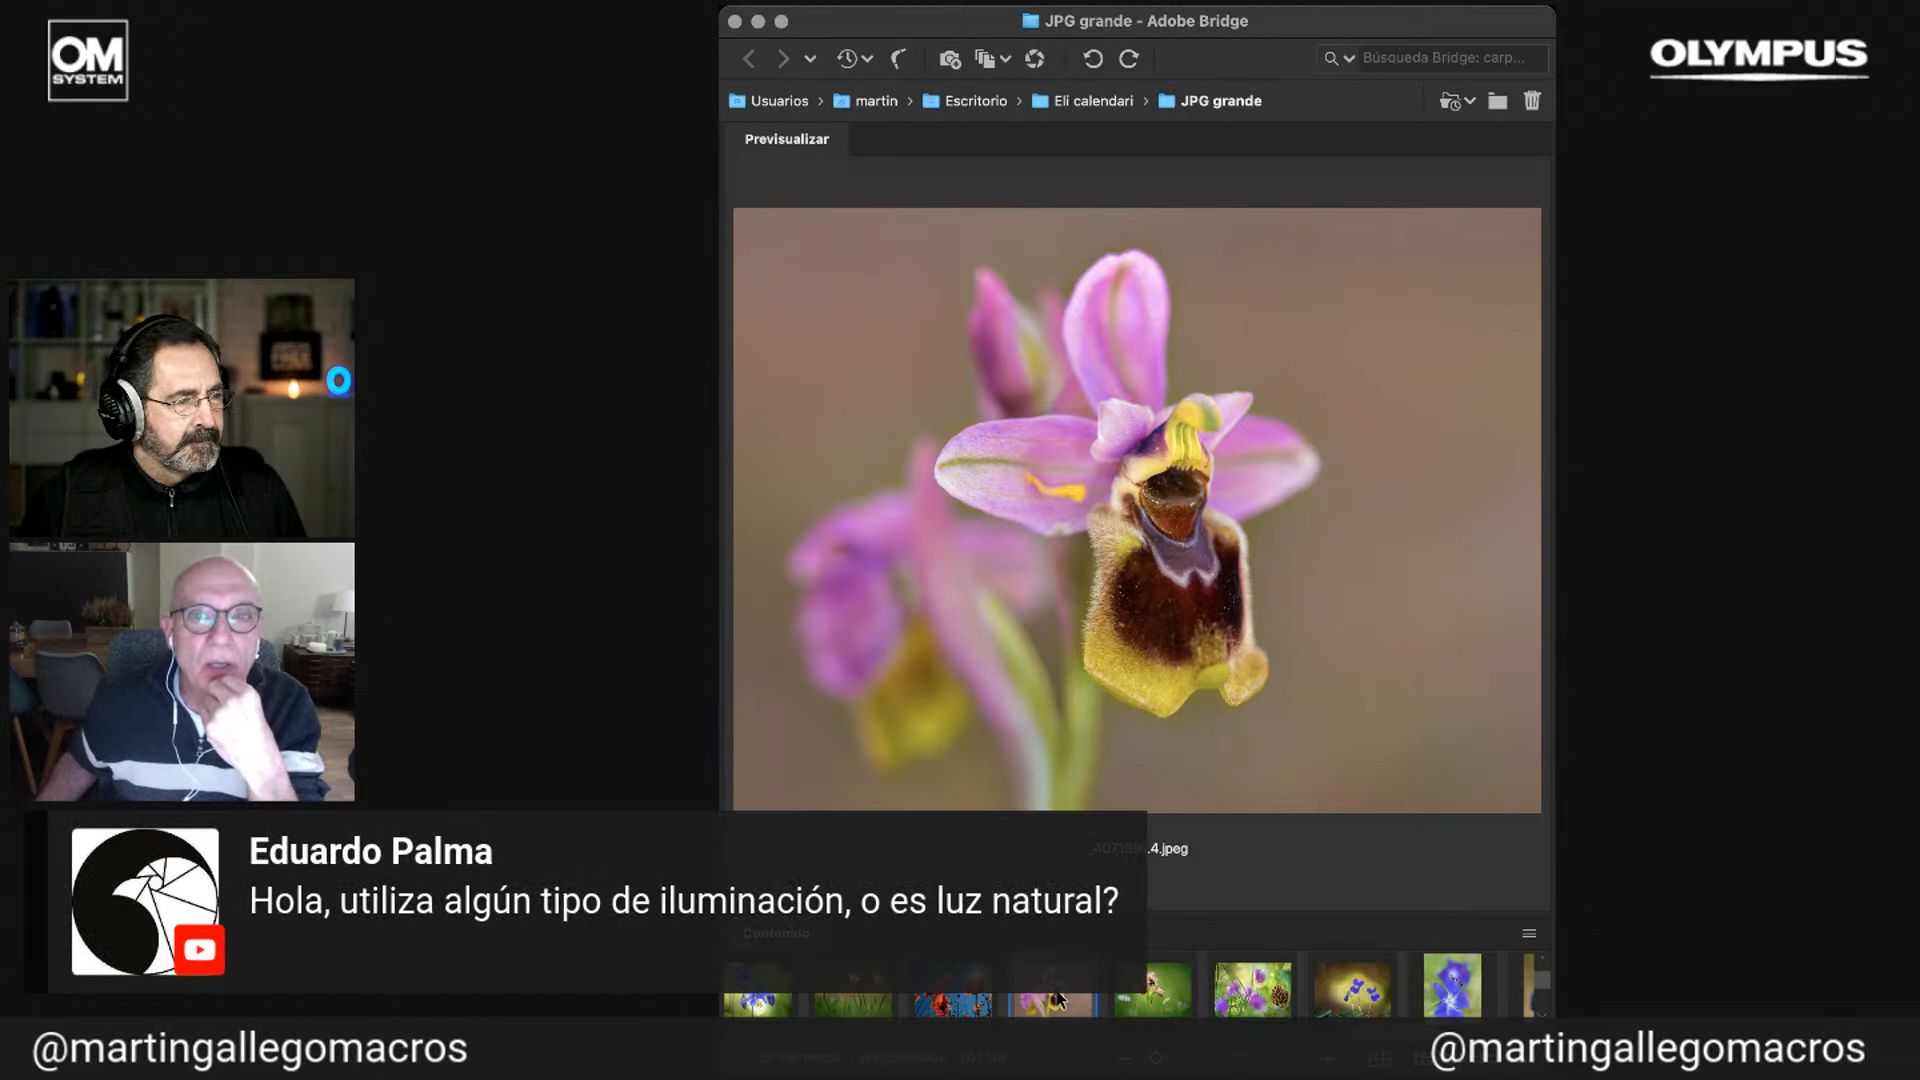 OM
SYSTEM
JPG grande - Adobe Bridge
OLYMPUS
Búsqueda Bridge: carp...
Usuarios > martin > Escritorio > Eli calendari > JPG grande
Previsualizar
Eduardo Palma
Hola, utiliza algún tipo de iluminación, o es luz natural?
.4.jpeg
Contenido
@martingallegomacros
@martingallegomacros